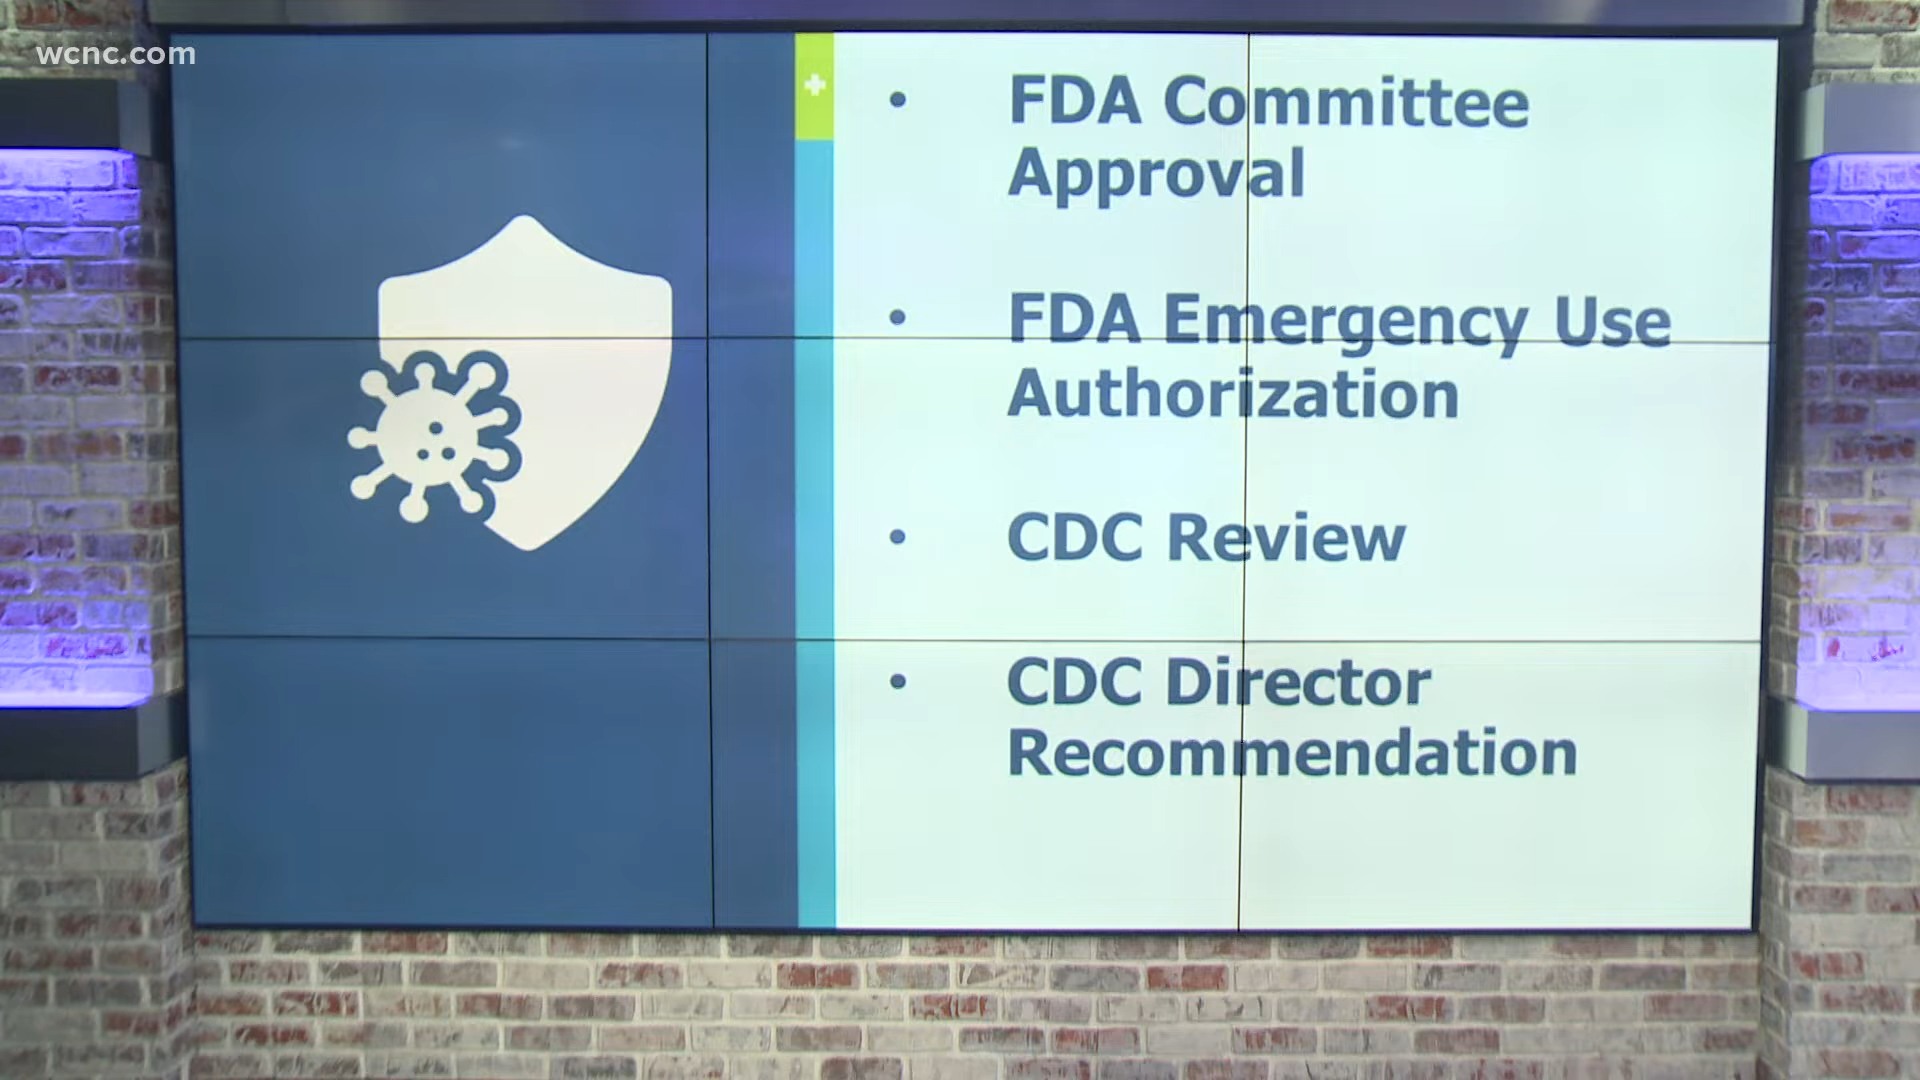 wcnc.com
• FDA Committee
Approval
• FDA Emergency Use
Authorization
• CDC Review
• CDC Director
Recommendation